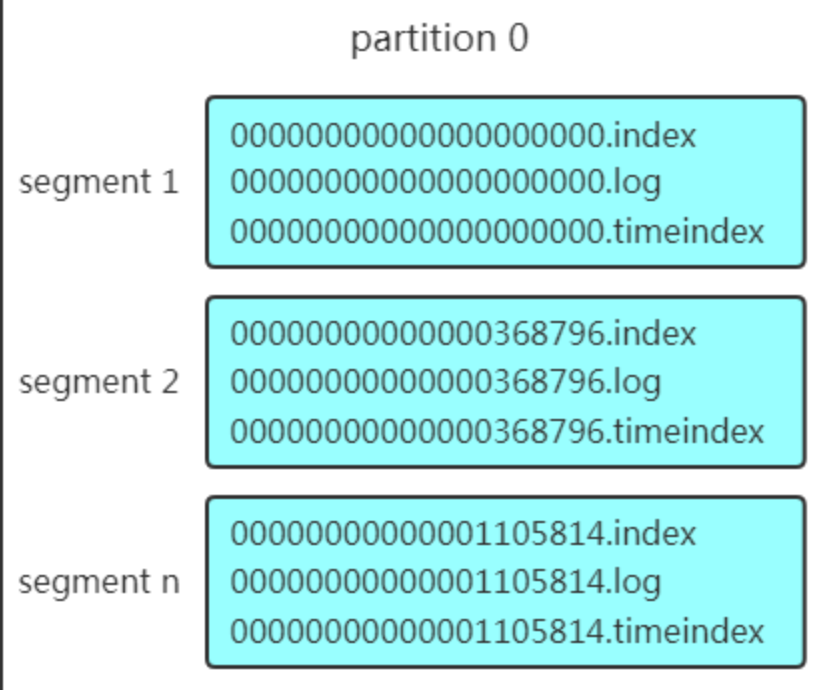 partition 0
segment 1
00000000000000000000.index
00000000000000000000.log
00000000000000000000.timeindex
segment 2
00000000000000368796.index
00000000000000368796.log
00000000000000368796.timeindex
segment n
00000000000001105814.index
00000000000001105814.log
00000000000001105814.timeindex